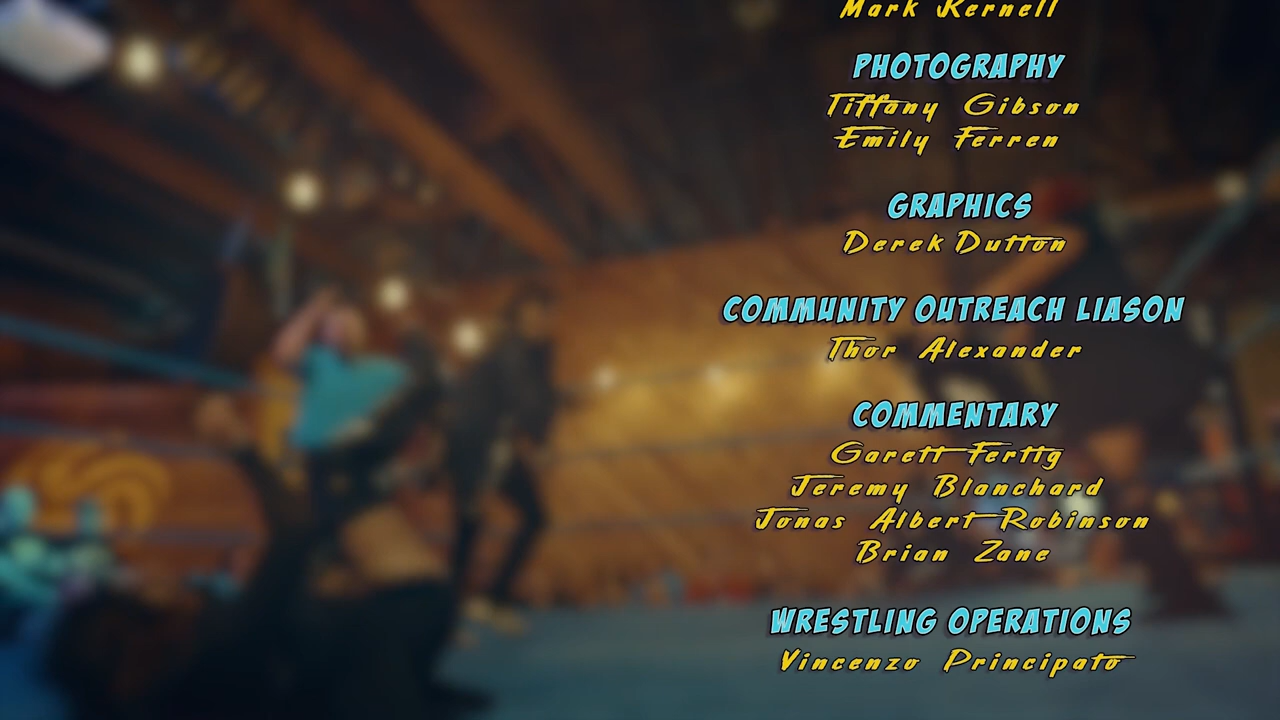 Mark Kernell
PHOTOGRAPHY
Tiffany Gibson
Emily Ferren
GRAPHICS
Derek Dutton
COMMUNITY OUTREACH LIASON
Thor Alexander
COMMENTARY
Garett Fertig
Jeremy Blanchard
Jonas Albert Robinson
Brian Zane
WRESTLING OPERATIONS
Vincenzo Principato